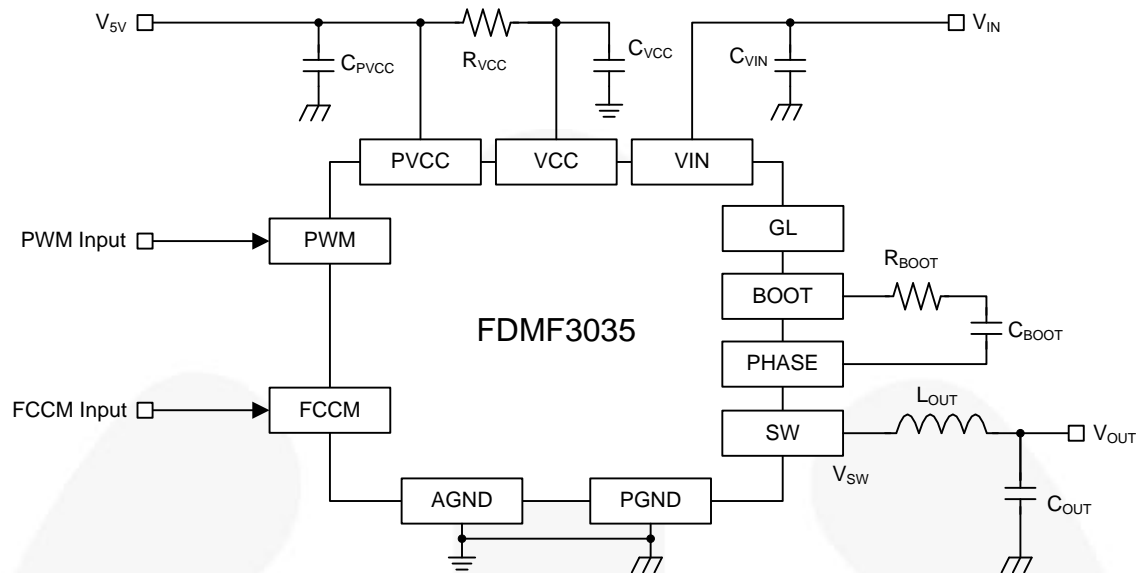 V5V
VIN
CPVCC
RVCC
CVCC
CVIN
PVCC
VCC
VIN
GL
PWM Input
PWM
RBOOT
BOOT
CBOOT
FDMF3035
PHASE
FCCM Input
FCCM
LOUT
SW
VOUT
VSW
AGND
PGND
COUT